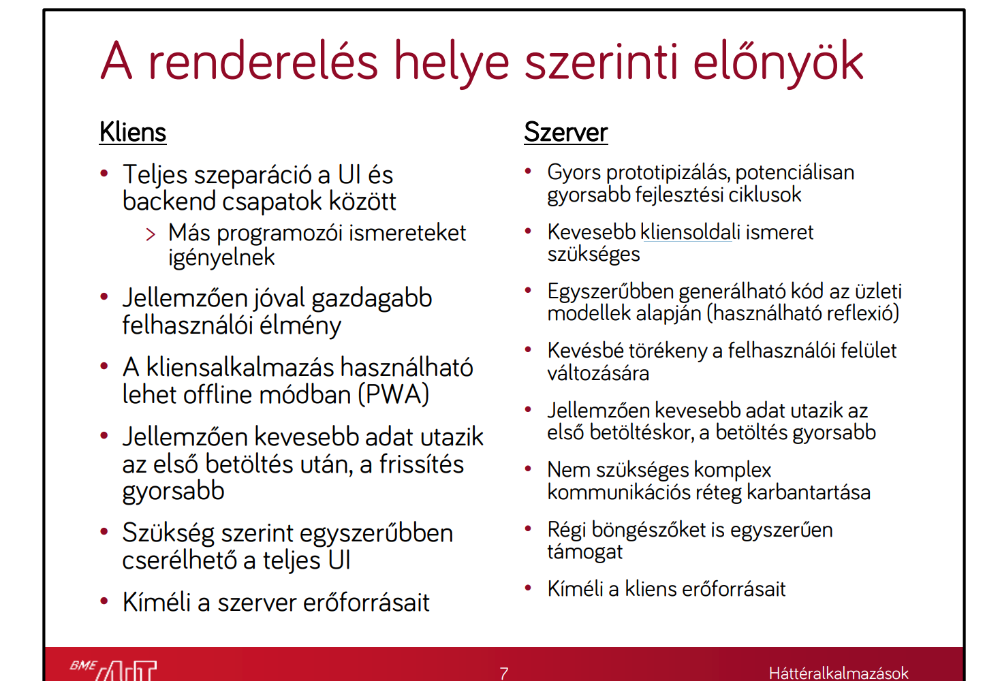 A renderelés helye szerinti előnyök
Kliens
• Teljes szeparáció a UI és
backend csapatok között
> Más programozói ismereteket
igényelnek
• Jellemzően jóval gazdagabb
felhasználói élmény
• A kliensalkalmazás használható
lehet offline módban (PWA)
• Jellemzően kevesebb adat utazik
az első betöltés után, a frissítés
gyorsabb
• Szükség szerint egyszerűbben
cserélhető a teljes UI
• Kíméli a szerver erőforrásait
Szerver
• Gyors prototipizálás, potenciálisan
gyorsabb fejlesztési ciklusok
• Kevesebb kliensoldali ismeret
szükséges
• Egyszerűbben generálható kód az üzleti
modellek alapján (használható reflexió)
• Kevésbé törékeny a felhasználói felület
változására
• Jellemzően kevesebb adat utazik az
első betöltéskor, a betöltés gyorsabb
• Nem szükséges komplex
kommunikációs réteg karbantartása
• Régi böngészőket is egyszerűen
támogat
• Kíméli a kliens erőforrásait
BME AUT
7
Háttéralkalmazások